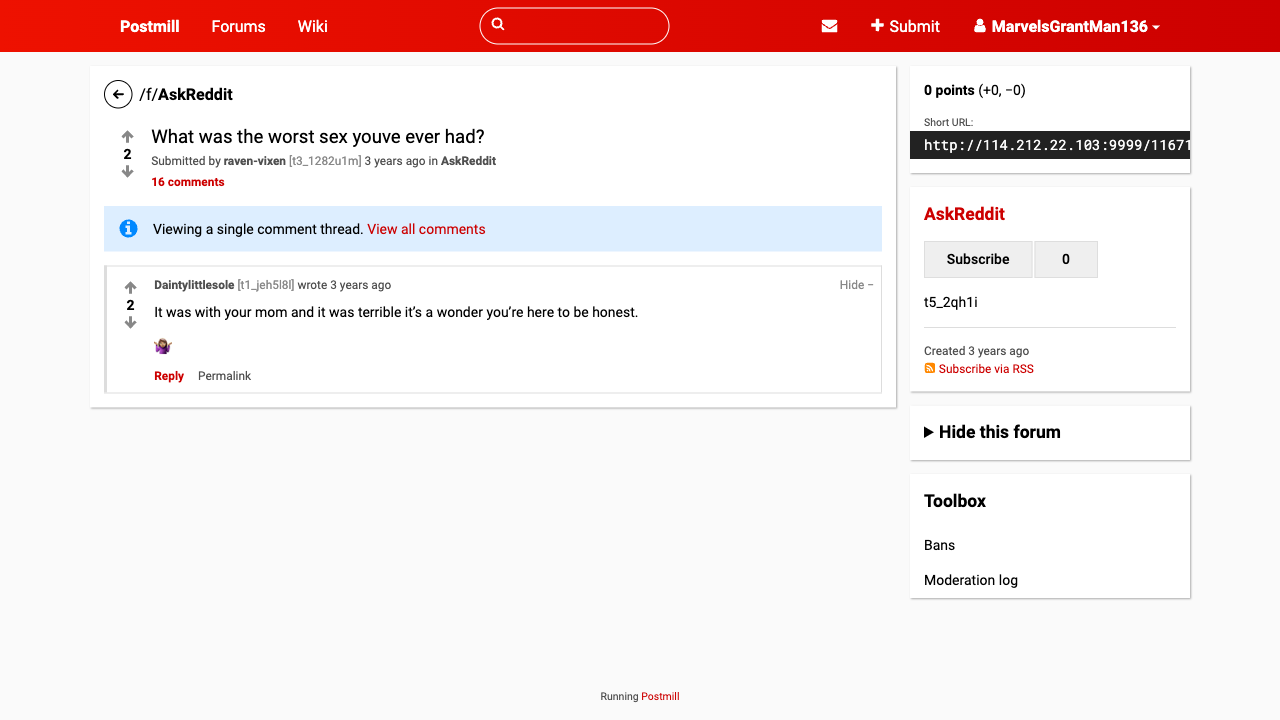 Postmill
Forums
Wiki
Submit
MarvelsGrantMan136
/f/AskReddit
What was the worst sex youve ever had?
2
Submitted by raven-vixen [t3_1282u1m] 3 years ago in AskReddit
16 comments
Viewing a single comment thread. View all comments
Daintylittlesole [t1_jeh5l8l] wrote 3 years ago
Hide −
2
It was with your mom and it was terrible it’s a wonder you’re here to be honest.
🤷🏽‍♀️
Reply
Permalink
0 points (+0, −0)
Short URL:
http://114.212.22.103:9999/11671
AskReddit
Subscribe
0
t5_2qh1i
Created 3 years ago
Subscribe via RSS
Hide this forum
Toolbox
Bans
Moderation log
Running Postmill